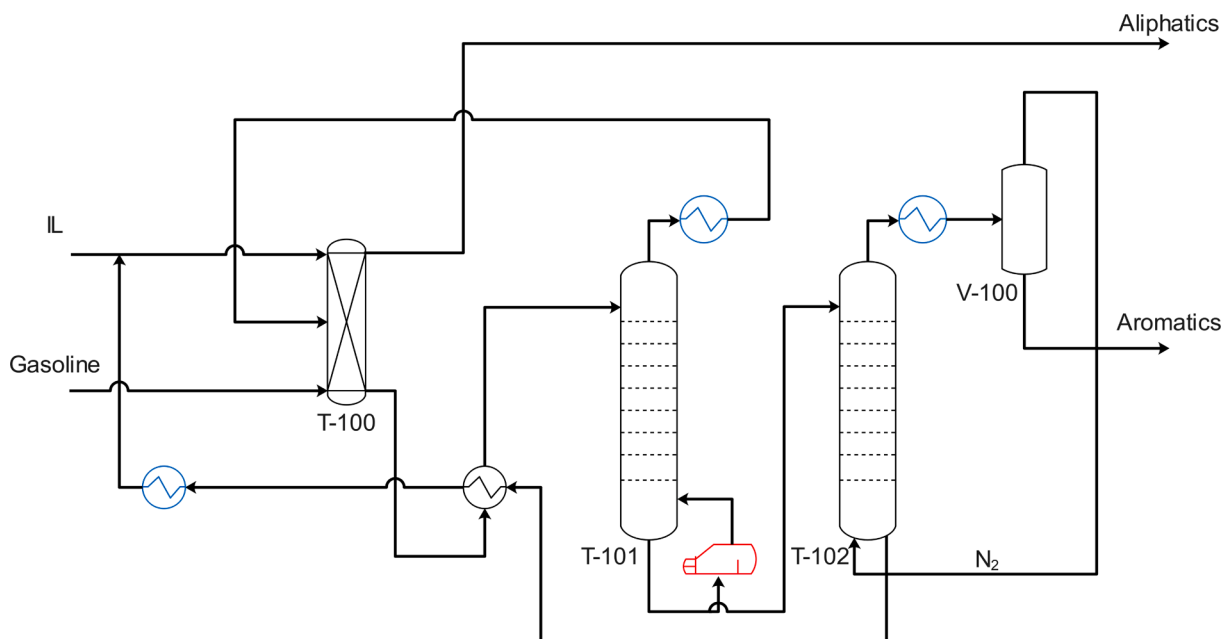 Aliphatics
IL
V-100
Aromatics
Gasoline
T-100
T-101
T-102
N₂